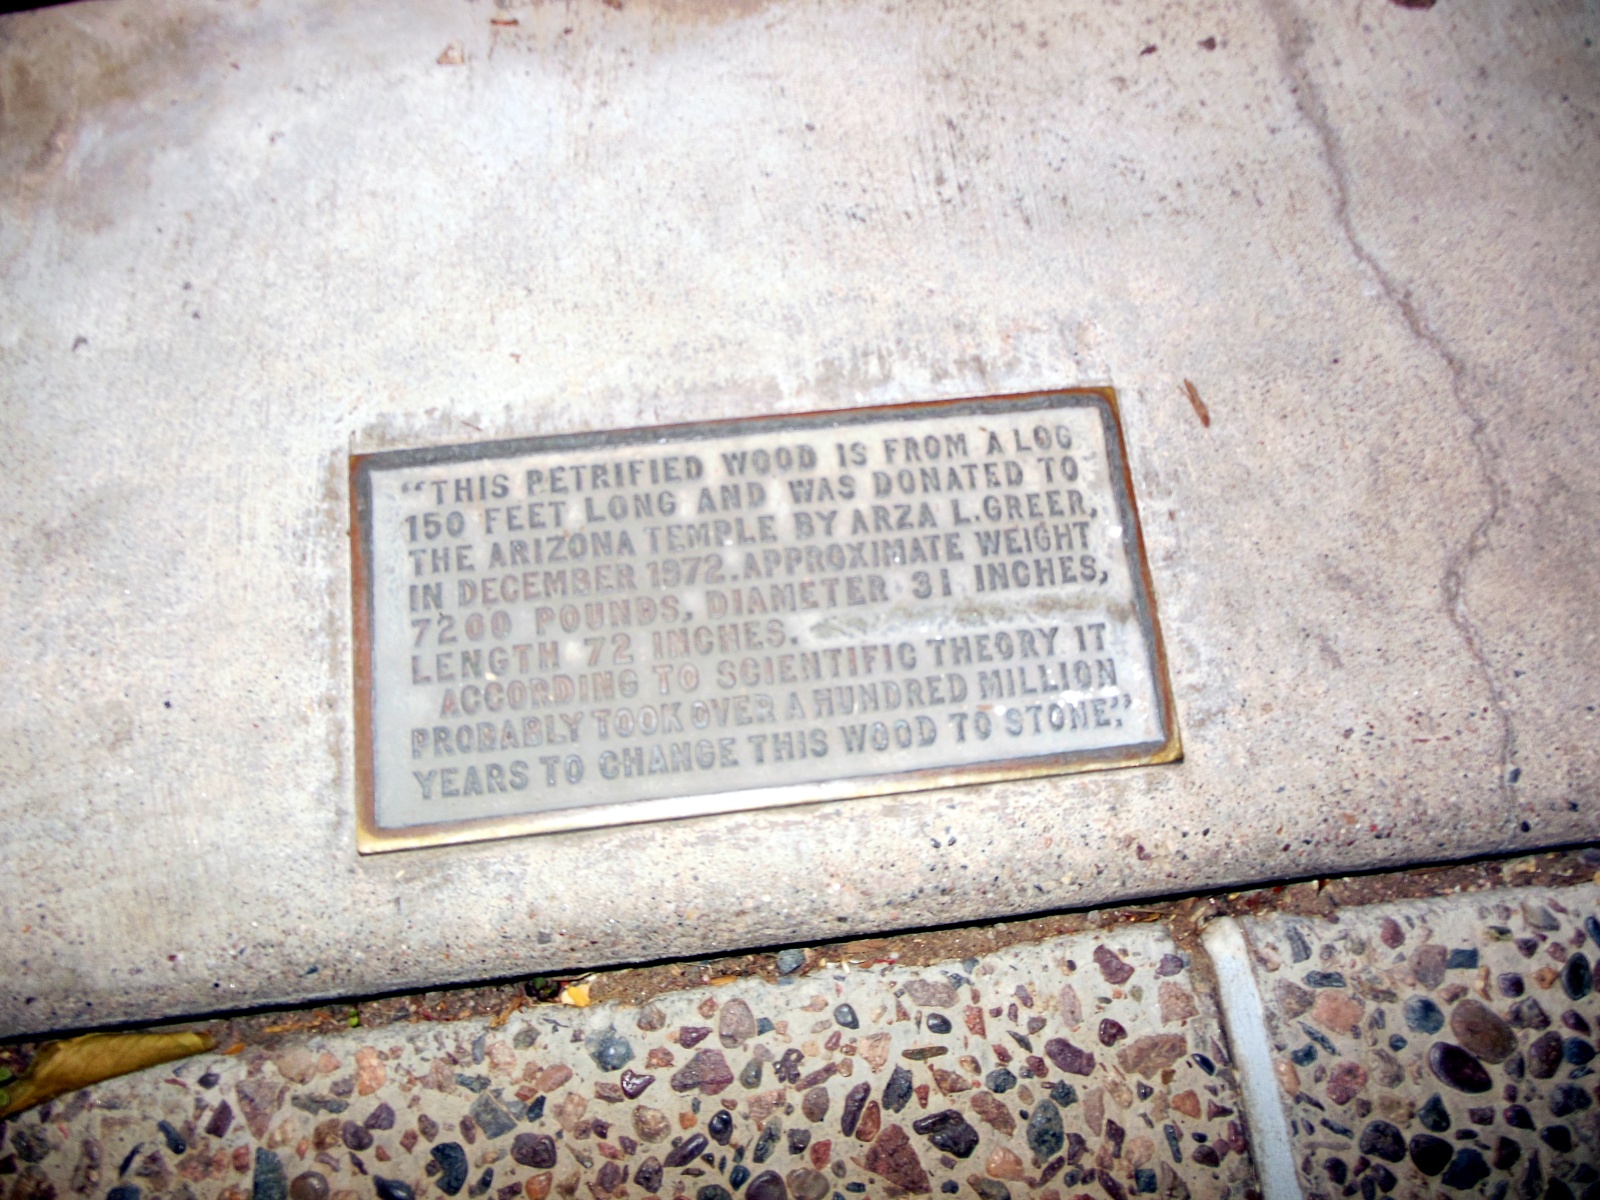 “THIS PETRIFIED WOOD IS FROM A LOG
150 FEET LONG AND WAS DONATED TO
THE ARIZONA TEMPLE BY ARZA L. GREER,
IN DECEMBER 1972. APPROXIMATE WEIGHT
7200 POUNDS, DIAMETER 31 INCHES,
LENGTH 72 INCHES.
ACCORDING TO SCIENTIFIC THEORY IT
PROBABLY TOOK OVER A HUNDRED MILLION
YEARS TO CHANGE THIS WOOD TO STONE.”